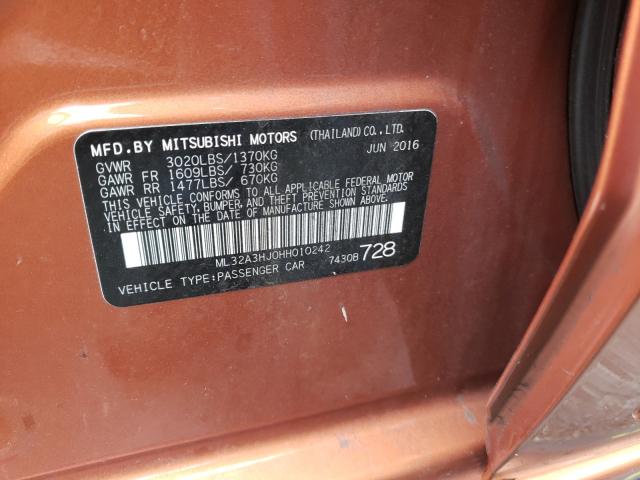 MFD.BY MITSUBISHI MOTORS (THAILAND) CO.,LTD.
GVWR 3020LBS/1370KG JUN 2016
GAWR FR 1609LBS/ 730KG
GAWR RR 1477LBS/ 670KG
THIS VEHICLE CONFORMS TO ALL APPLICABLE FEDERAL MOTOR
VEHICLE SAFETY, BUMPER, AND THEFT PREVENTION STANDARDS
IN EFFECT ON THE DATE OF MANUFACTURE SHOWN ABOVE.
ML32A3HJ0HH010242
VEHICLE TYPE:PASSENGER CAR 7430B 728